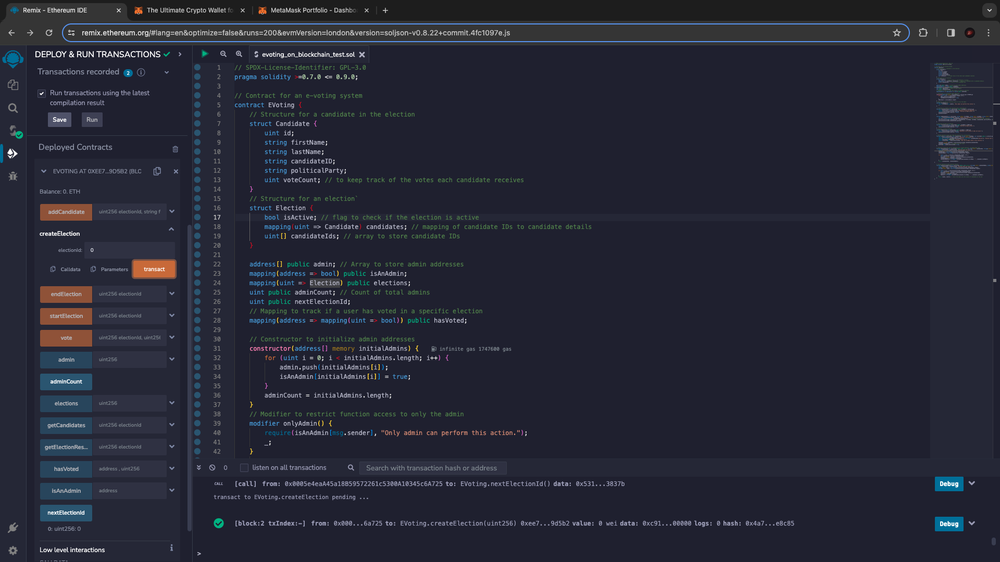 Remix - Ethereum IDE
The Ultimate Crypto Wallet fo
MetaMask Portfolio - Dashbo
remix.ethereum.org/#lang=en&optimize=false&runs=200&evmVersion=london&version=soljson-v0.8.22+commit.4fc1097e.js
DEPLOY & RUN TRANSACTIONS
Transactions recorded 2 i
Run transactions using the latest
compilation result
Save Run
Deployed Contracts
EVOTING AT 0XEE7...9D5B2 (BLO
Balance: 0. ETH
addCandidate uint256 electionId, string f
createElection
electionId: 0
Calldata Parameters transact
endElection uint256 electionId
startElection uint256 electionId
vote uint256 electionId, uint256
admin uint256
adminCount
elections uint256
getCandidates uint256 electionId
getElectionRes... uint256 electionId
hasVoted address , uint256
isAnAdmin address
nextElectionId
0: uint256: 0
Low level interactions i
evoting_on_blockchain_test.sol
1 // SPDX-License-Identifier: GPL-3.0
2 pragma solidity >=0.7.0 <= 0.9.0;
3
4 // Contract for an e-voting system
5 contract EVoting {
6 // Structure for a candidate in the election
7 struct Candidate {
8 uint id;
9 string firstName;
10 string lastName;
11 string candidateID;
12 string politicalParty;
13 uint voteCount; // to keep track of the votes each candidate receives
14 }
15 // Structure for an election`
16 struct Election {
17 bool isActive; // flag to check if the election is active
18 mapping(uint => Candidate) candidates; // mapping of candidate IDs to candidate details
19 uint[] candidateIds; // array to store candidate IDs
20 }
21
22 address[] public admin; // Array to store admin addresses
23 mapping(address => bool) public isAnAdmin;
24 mapping(uint => Election) public elections;
25 uint public adminCount; // Count of total admins
26 uint public nextElectionId;
27 // Mapping to track if a user has voted in a specific election
28 mapping(address => mapping(uint => bool)) public hasVoted;
29
30 // Constructor to initialize admin addresses
31 constructor(address[] memory initialAdmins) { infinite gas 1747600 gas
32 for (uint i = 0; i < initialAdmins.length; i++) {
33 admin.push(initialAdmins[i]);
34 isAnAdmin[initialAdmins[i]] = true;
35 }
36 adminCount = initialAdmins.length;
37 }
38 // Modifier to restrict function access to only the admin
39 modifier onlyAdmin() {
40 require(isAnAdmin[msg.sender], "Only admin can perform this action.");
41 _;
42 }
0 listen on all transactions Search with transaction hash or address
CALL [call] from: 0x0005e4eaA45a18B59572261c5300A10345c6A725 to: EVoting.nextElectionId() data: 0x531...3837b Debug
transact to EVoting.createElection pending ...
[block:2 txIndex:-] from: 0x000...6a725 to: EVoting.createElection(uint256) 0xee7...9d5b2 value: 0 wei data: 0xc91...00000 logs: 0 hash: 0x4a7...e8c85 Debug
>